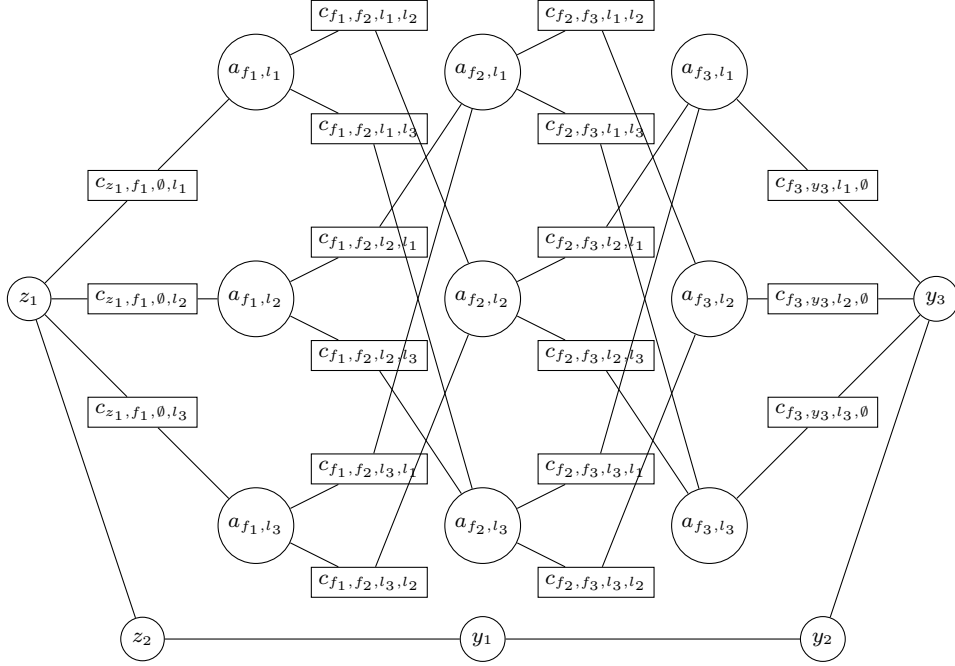 c_{f_1,f_2,l_1,l_2} c_{f_2,f_3,l_1,l_2}
a_{f_1,l_1} a_{f_2,l_1} a_{f_3,l_1}
c_{f_1,f_2,l_1,l_3} c_{f_2,f_3,l_1,l_3}
c_{z_1,f_1,∅,l_1} c_{f_3,y_3,l_1,∅}
c_{f_1,f_2,l_2,l_1} c_{f_2,f_3,l_2,l_1}
z_1 c_{z_1,f_1,∅,l_2} a_{f_1,l_2} a_{f_2,l_2} a_{f_3,l_2} c_{f_3,y_3,l_2,∅} y_3
c_{f_1,f_2,l_2,l_3} c_{f_2,f_3,l_2,l_3}
c_{z_1,f_1,∅,l_3} c_{f_3,y_3,l_3,∅}
c_{f_1,f_2,l_3,l_1} c_{f_2,f_3,l_3,l_1}
a_{f_1,l_3} a_{f_2,l_3} a_{f_3,l_3}
c_{f_1,f_2,l_3,l_2} c_{f_2,f_3,l_3,l_2}
z_2 y_1 y_2